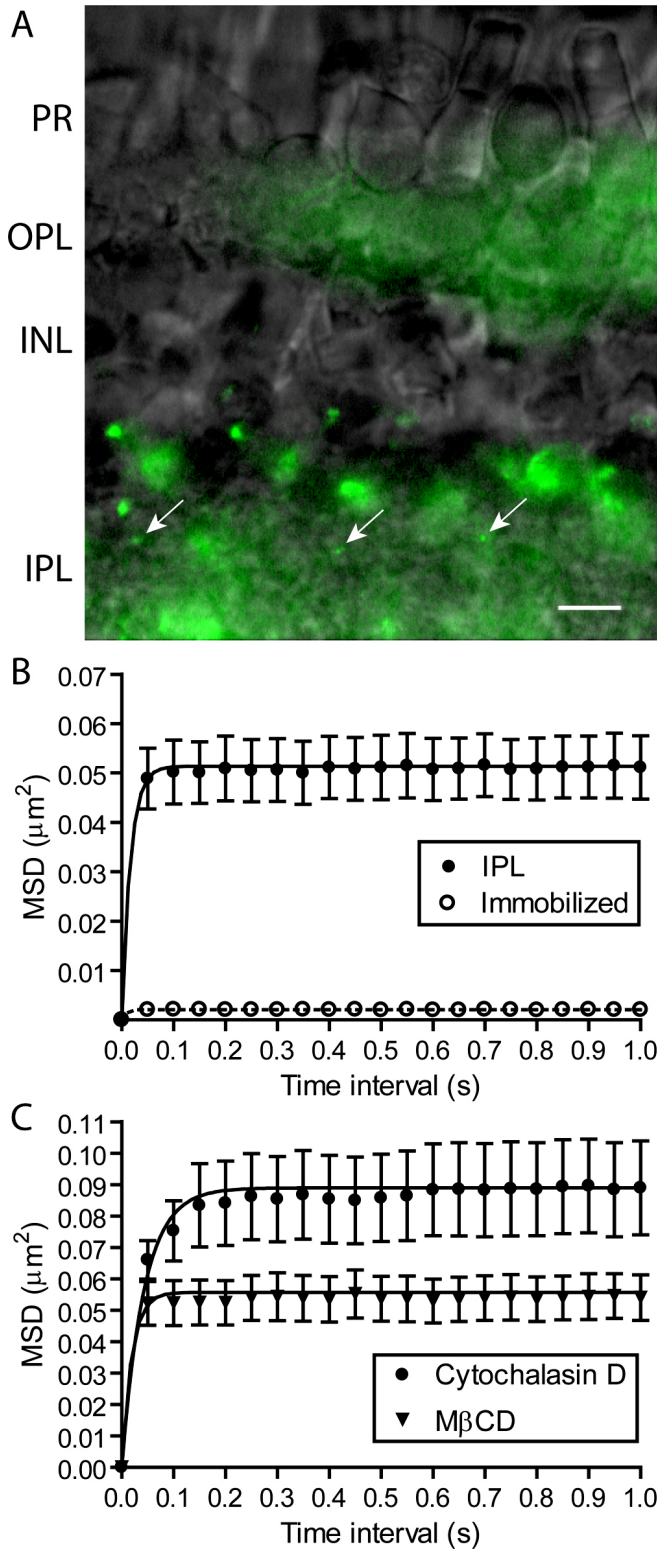 A
PR
OPL
INL
IPL
B
0.07
0.06
0.05
0.04
0.03
0.02
0.01
MSD (μm²)
IPL
Immobilized
0.0 0.1 0.2 0.3 0.4 0.5 0.6 0.7 0.8 0.9 1.0
Time interval (s)
C
0.11
0.10
0.09
0.08
0.07
0.06
0.05
0.04
0.03
0.02
0.01
0.00
MSD (μm²)
Cytochalasin D
MβCD
0.0 0.1 0.2 0.3 0.4 0.5 0.6 0.7 0.8 0.9 1.0
Time interval (s)